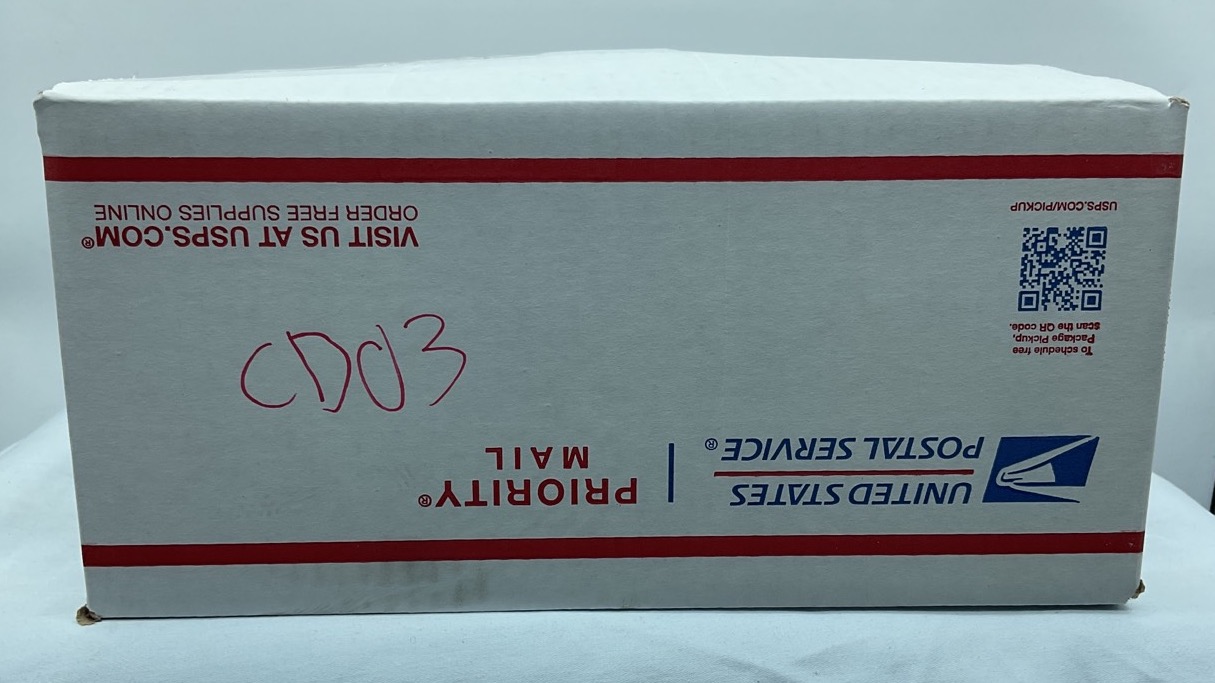 UNITED STATES
POSTAL SERVICE®
PRIORITY®
MAIL
To schedule free
Package Pickup,
scan the QR code.
USPS.COM/PICKUP
CD03
VISIT US AT USPS.COM®
ORDER FREE SUPPLIES ONLINE